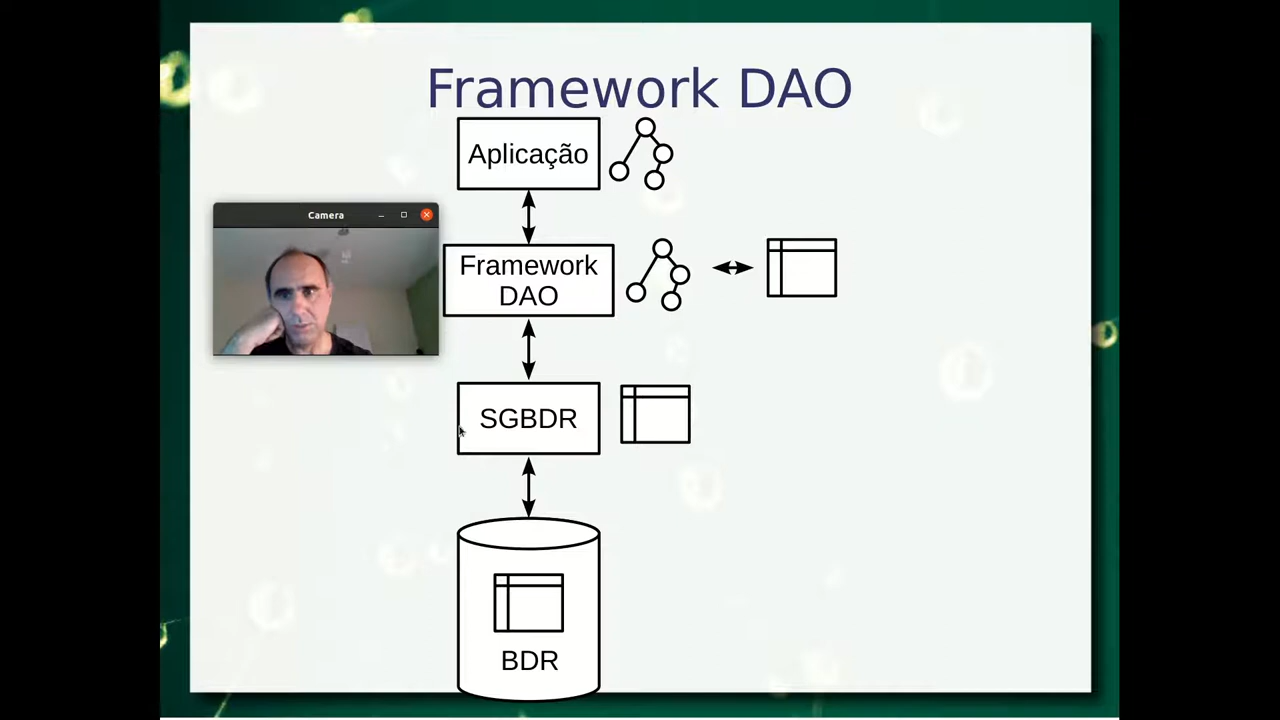 Framework DAO
Aplicação
Camera
Framework
DAO
SGBDR
BDR